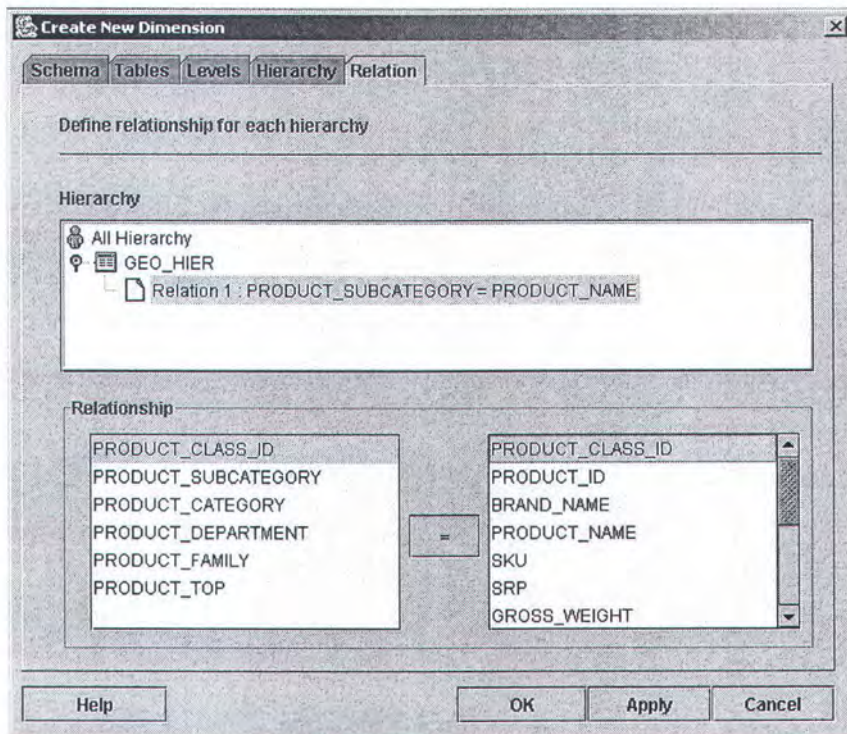 Create New Dimension
Schema Tables Levels Hierarchy Relation
Define relationship for each hierarchy
Hierarchy
All Hierarchy
GEO_HIER
Relation 1 : PRODUCT_SUBCATEGORY = PRODUCT_NAME
Relationship
PRODUCT_CLASS_ID
PRODUCT_SUBCATEGORY
PRODUCT_CATEGORY
PRODUCT_DEPARTMENT
PRODUCT_FAMILY
PRODUCT_TOP
=
PRODUCT_CLASS_ID
PRODUCT_ID
BRAND_NAME
PRODUCT_NAME
SKU
SRP
GROSS_WEIGHT
Help OK Apply Cancel